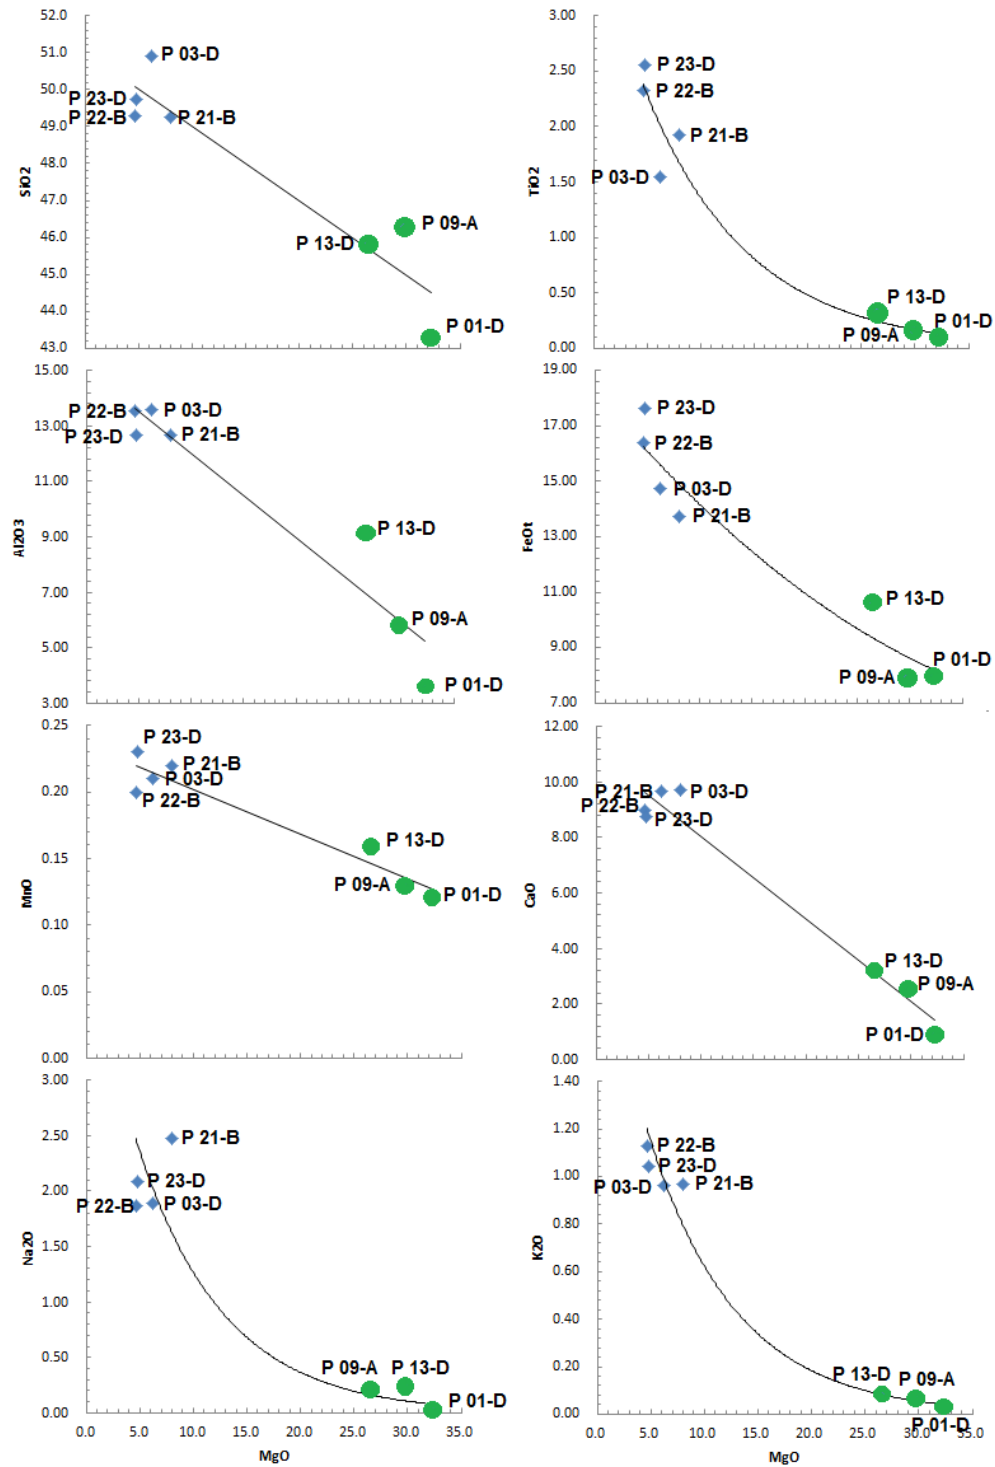 52.0
51.0
50.0
49.0
48.0
47.0
46.0
45.0
44.0
43.0
SiO2
P 03-D
P 23-D
P 22-B
P 21-B
P 13-D
P 09-A
P 01-D
3.00
2.50
2.00
1.50
1.00
0.50
0.00
TiO2
P 23-D
P 22-B
P 21-B
P 03-D
P 13-D
P 01-D
P 09-A
15.00
13.00
11.00
9.00
7.00
5.00
3.00
Al2O3
P 22-B
P 03-D
P 23-D
P 21-B
P 13-D
P 09-A
P 01-D
19.00
17.00
15.00
13.00
11.00
9.00
7.00
FeOt
P 23-D
P 22-B
P 03-D
P 21-B
P 13-D
P 01-D
P 09-A
0.25
0.20
0.15
0.10
0.05
0.00
MnO
P 23-D
P 21-B
P 03-D
P 22-B
P 13-D
P 09-A
P 01-D
12.00
10.00
8.00
6.00
4.00
2.00
0.00
CaO
P 21-B
P 03-D
P 22-B
P 23-D
P 13-D
P 09-A
P 01-D
3.00
2.50
2.00
1.50
1.00
0.50
0.00
Na2O
P 21-B
P 23-D
P 22-B
P 03-D
P 09-A
P 13-D
P 01-D
0.0 5.0 10.0 15.0 20.0 25.0 30.0 35.0
MgO
1.40
1.20
1.00
0.80
0.60
0.40
0.20
0.00
K2O
P 22-B
P 23-D
P 03-D
P 21-B
P 13-D
P 09-A
P 01-D
0.0 5.0 10.0 15.0 20.0 25.0 30.0 35.0
MgO